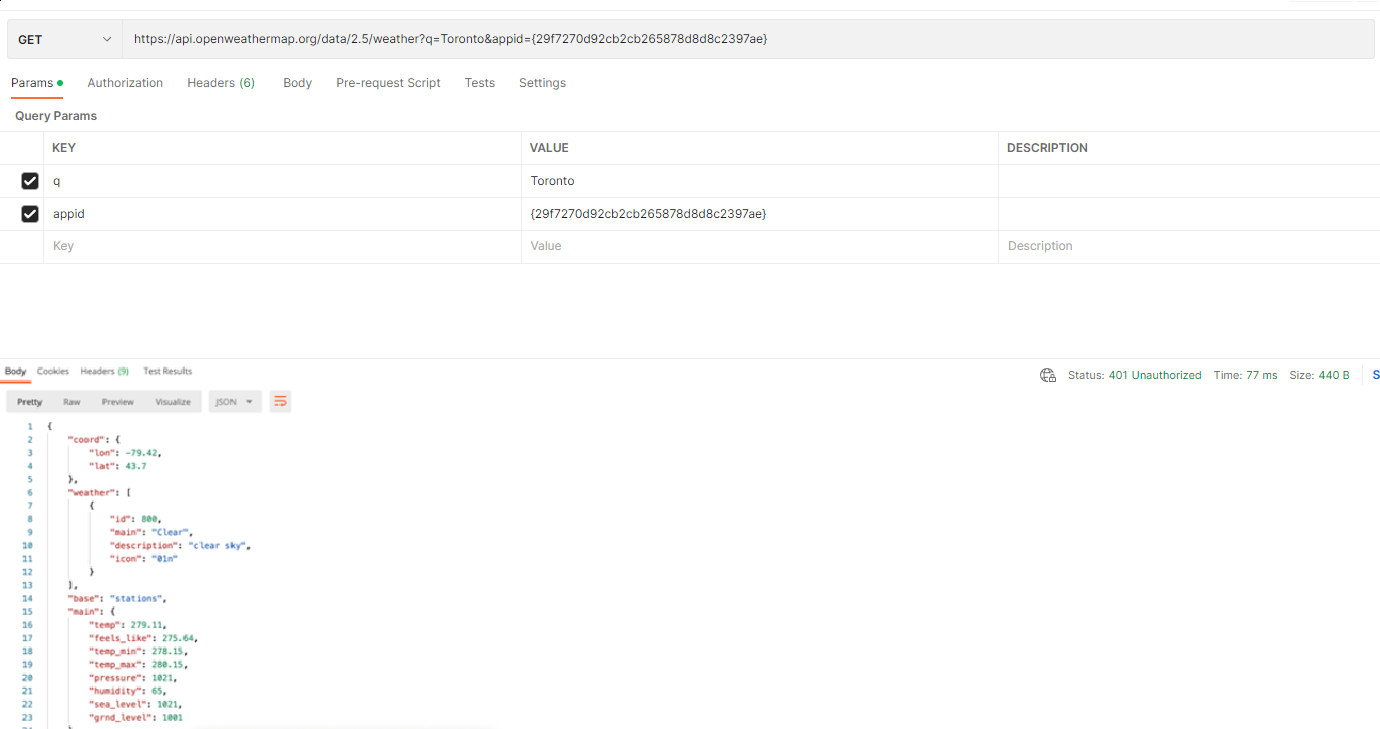 GET https://api.openweathermap.org/data/2.5/weather?q=Toronto&appid={29f7270d92cb2cb265878d8d8c2397ae}
Params Authorization Headers (6) Body Pre-request Script Tests Settings
Query Params
KEY VALUE DESCRIPTION
q Toronto
appid {29f7270d92cb2cb265878d8d8c2397ae}
Key Value Description
Body Cookies Headers (9) Test Results Status: 401 Unauthorized Time: 77 ms Size: 440 B S
Pretty Raw Preview Visualize JSON
1 {
2 "coord": {
3 "lon": -79.42,
4 "lat": 43.7
5 },
6 "weather": [
7 {
8 "id": 800,
9 "main": "Clear",
10 "description": "clear sky",
11 "icon": "01n"
12 }
13 ],
14 "base": "stations",
15 "main": {
16 "temp": 279.11,
17 "feels_like": 275.64,
18 "temp_min": 278.15,
19 "temp_max": 280.15,
20 "pressure": 1021,
21 "humidity": 65,
22 "sea_level": 1021,
23 "grnd_level": 1001